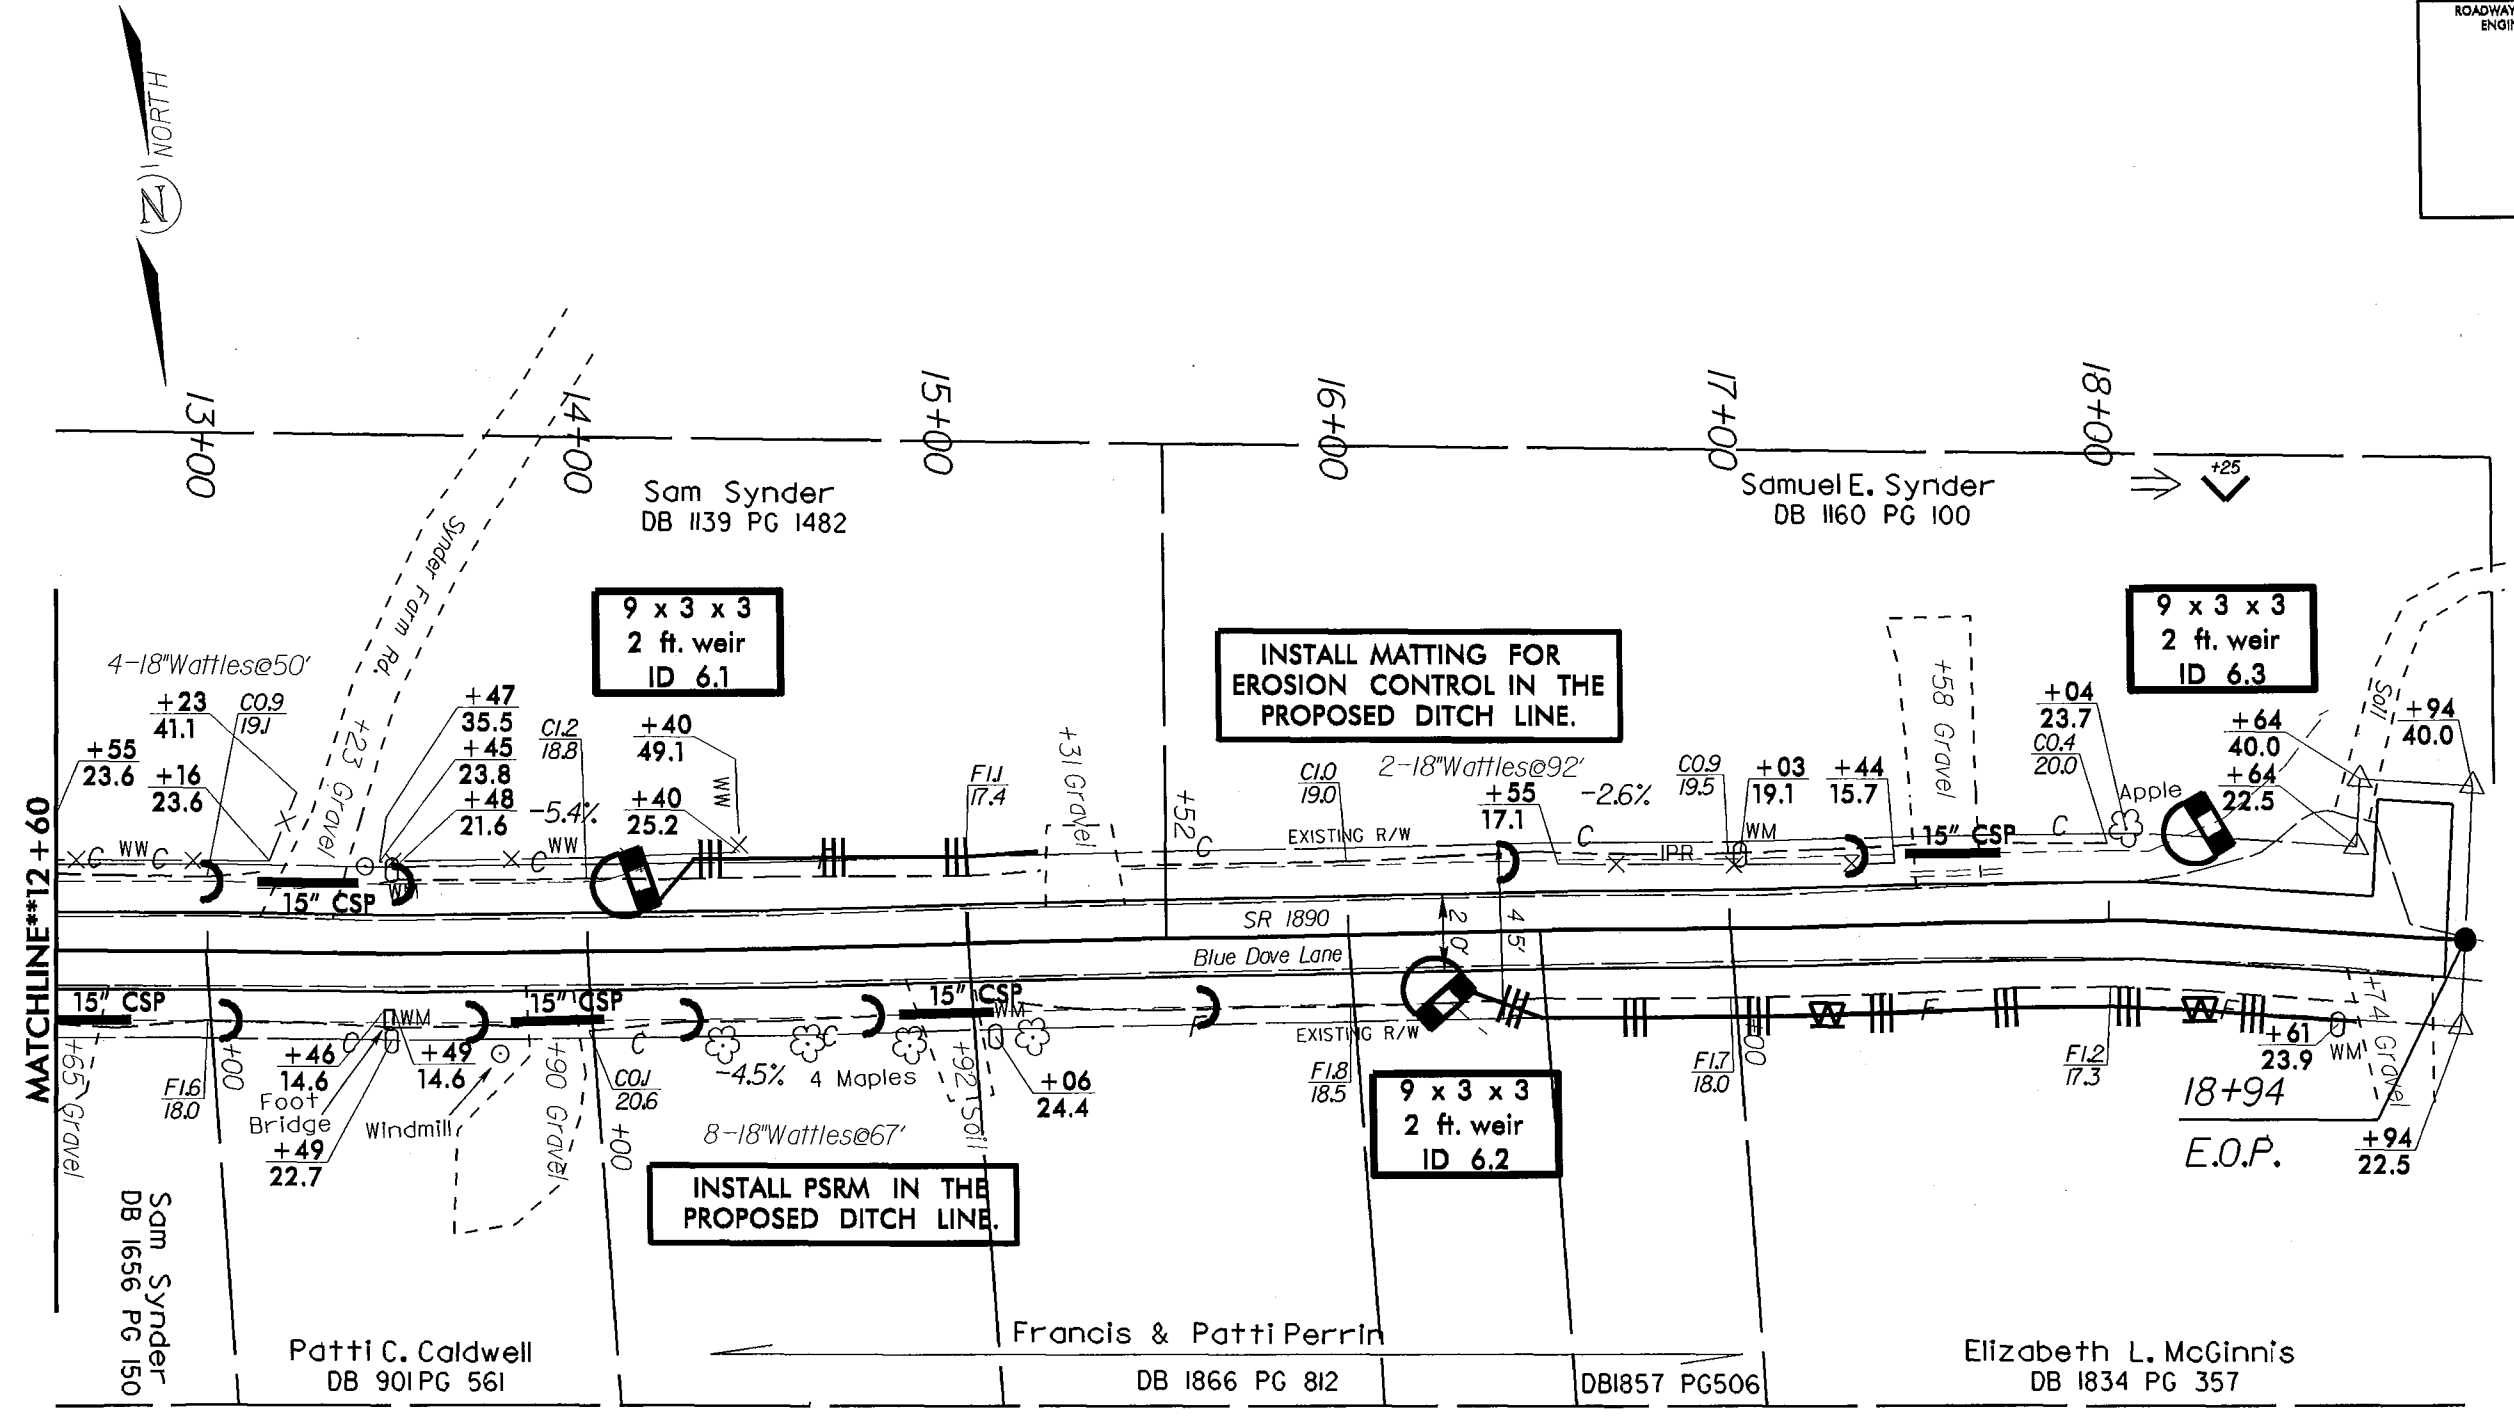 ROADWAY
ENGI
NORTH
N
13+00
14+00
15+00
16+00
17+00
18+00
+25
Sam Synder
DB 1139 PG 1482
Samuel E. Synder
DB 1160 PG 100
Synder Farm Rd.
9 x 3 x 3
2 ft. weir
ID 6.1
INSTALL MATTING FOR
EROSION CONTROL IN THE
PROPOSED DITCH LINE.
9 x 3 x 3
2 ft. weir
ID 6.3
4-18"Wattles@50'
+23
41.1
C0.9
19.1
+55
23.6
+16
23.6
+23 Gravel
+47
35.5
+45
23.8
+48
21.6
C1.2
18.8
-5.4%
+40
49.1
+40
25.2
WW
F1.1
17.4
+31 Gravel
+52
C1.0
19.0
2-18"Wattles@92'
+55
17.1
-2.6%
C0.9
19.5
+03
19.1
+44
15.7
+58 Gravel
+04
23.7
C0.4
20.0
Apple
+64
40.0
+64
22.5
Soil
+94
40.0
MATCHLINE**12+60
C
WW
C
C
WW
C
EXISTING R/W
C
IPR
WM
C
15" CSP
15" CSP
SR 1890
Blue Dove Lane
20'
45'
15" CSP
15" CSP
15" CSP
WM
WM
EXISTING R/W
F
F
F
+65 Gravel
F1.6
18.0
+00
C
+46
14.6
+49
14.6
Foot
Bridge
+49
22.7
Windmill
+90 Gravel
C0.1
20.6
+00
C
C
-4.5%
4 Maples
+92 Soil
+06
24.4
8-18"Wattles@67'
INSTALL PSRM IN THE
PROPOSED DITCH LINE.
F1.8
18.5
9 x 3 x 3
2 ft. weir
ID 6.2
F1.7
18.0
+00
F1.2
17.3
+61
23.9
WM
+74 Gravel
18+94
E.O.P.
+94
22.5
Sam Synder
DB 1656 PG 150
Patti C. Caldwell
DB 901 PG 561
Francis & Patti Perrin
DB 1866 PG 812
DB1857 PG506
Elizabeth L. McGinnis
DB 1834 PG 357